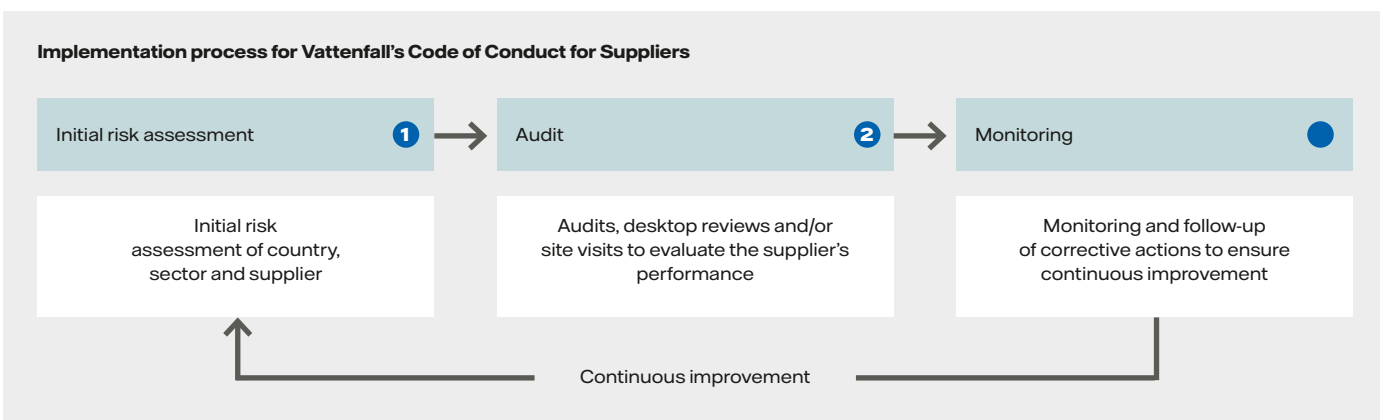 Implementation process for Vattenfall's Code of Conduct for Suppliers
Initial risk assessment 1
Audit 2
Monitoring
Initial risk
assessment of country,
sector and supplier
Audits, desktop reviews and/or
site visits to evaluate the supplier's
performance
Monitoring and follow-up
of corrective actions to ensure
continuous improvement
Continuous improvement